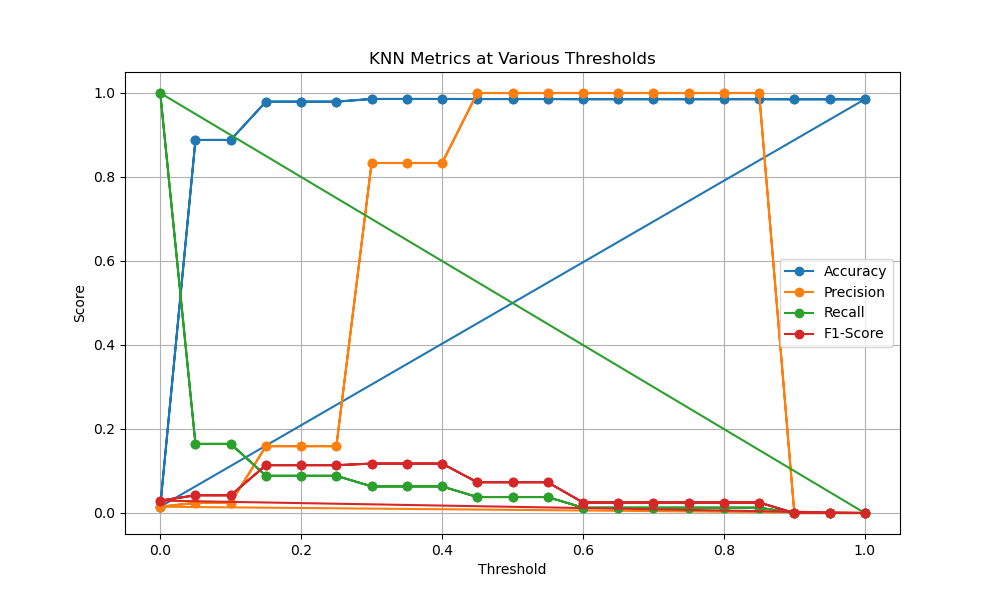 KNN Metrics at Various Thresholds
1.0
0.8
0.6
0.4
0.2
0.0
Score
Accuracy
Precision
Recall
F1-Score
0.0 0.2 0.4 0.6 0.8 1.0
Threshold